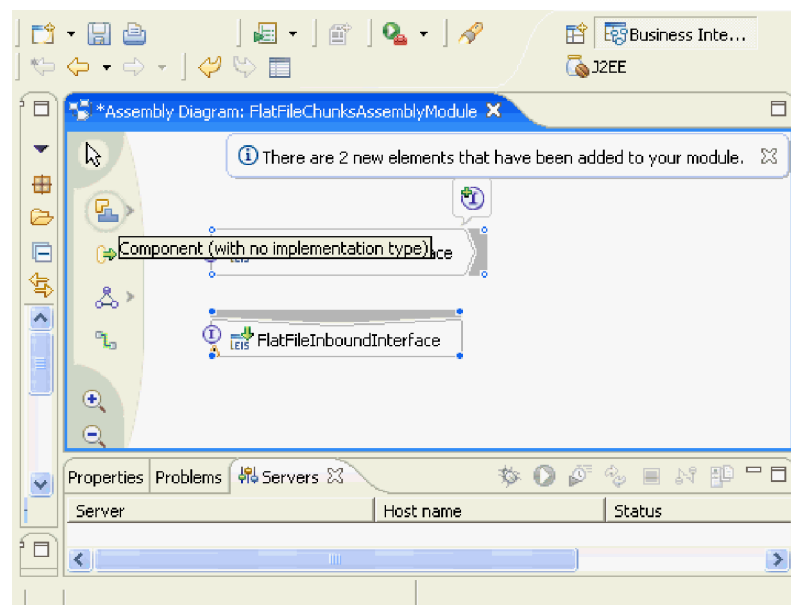 Business Inte...
J2EE
*Assembly Diagram: FlatFileChunksAssemblyModule
There are 2 new elements that have been added to your module.
Component (with no implementation type) ace
EIS
FlatFileInboundInterface
Properties Problems Servers
Server Host name Status